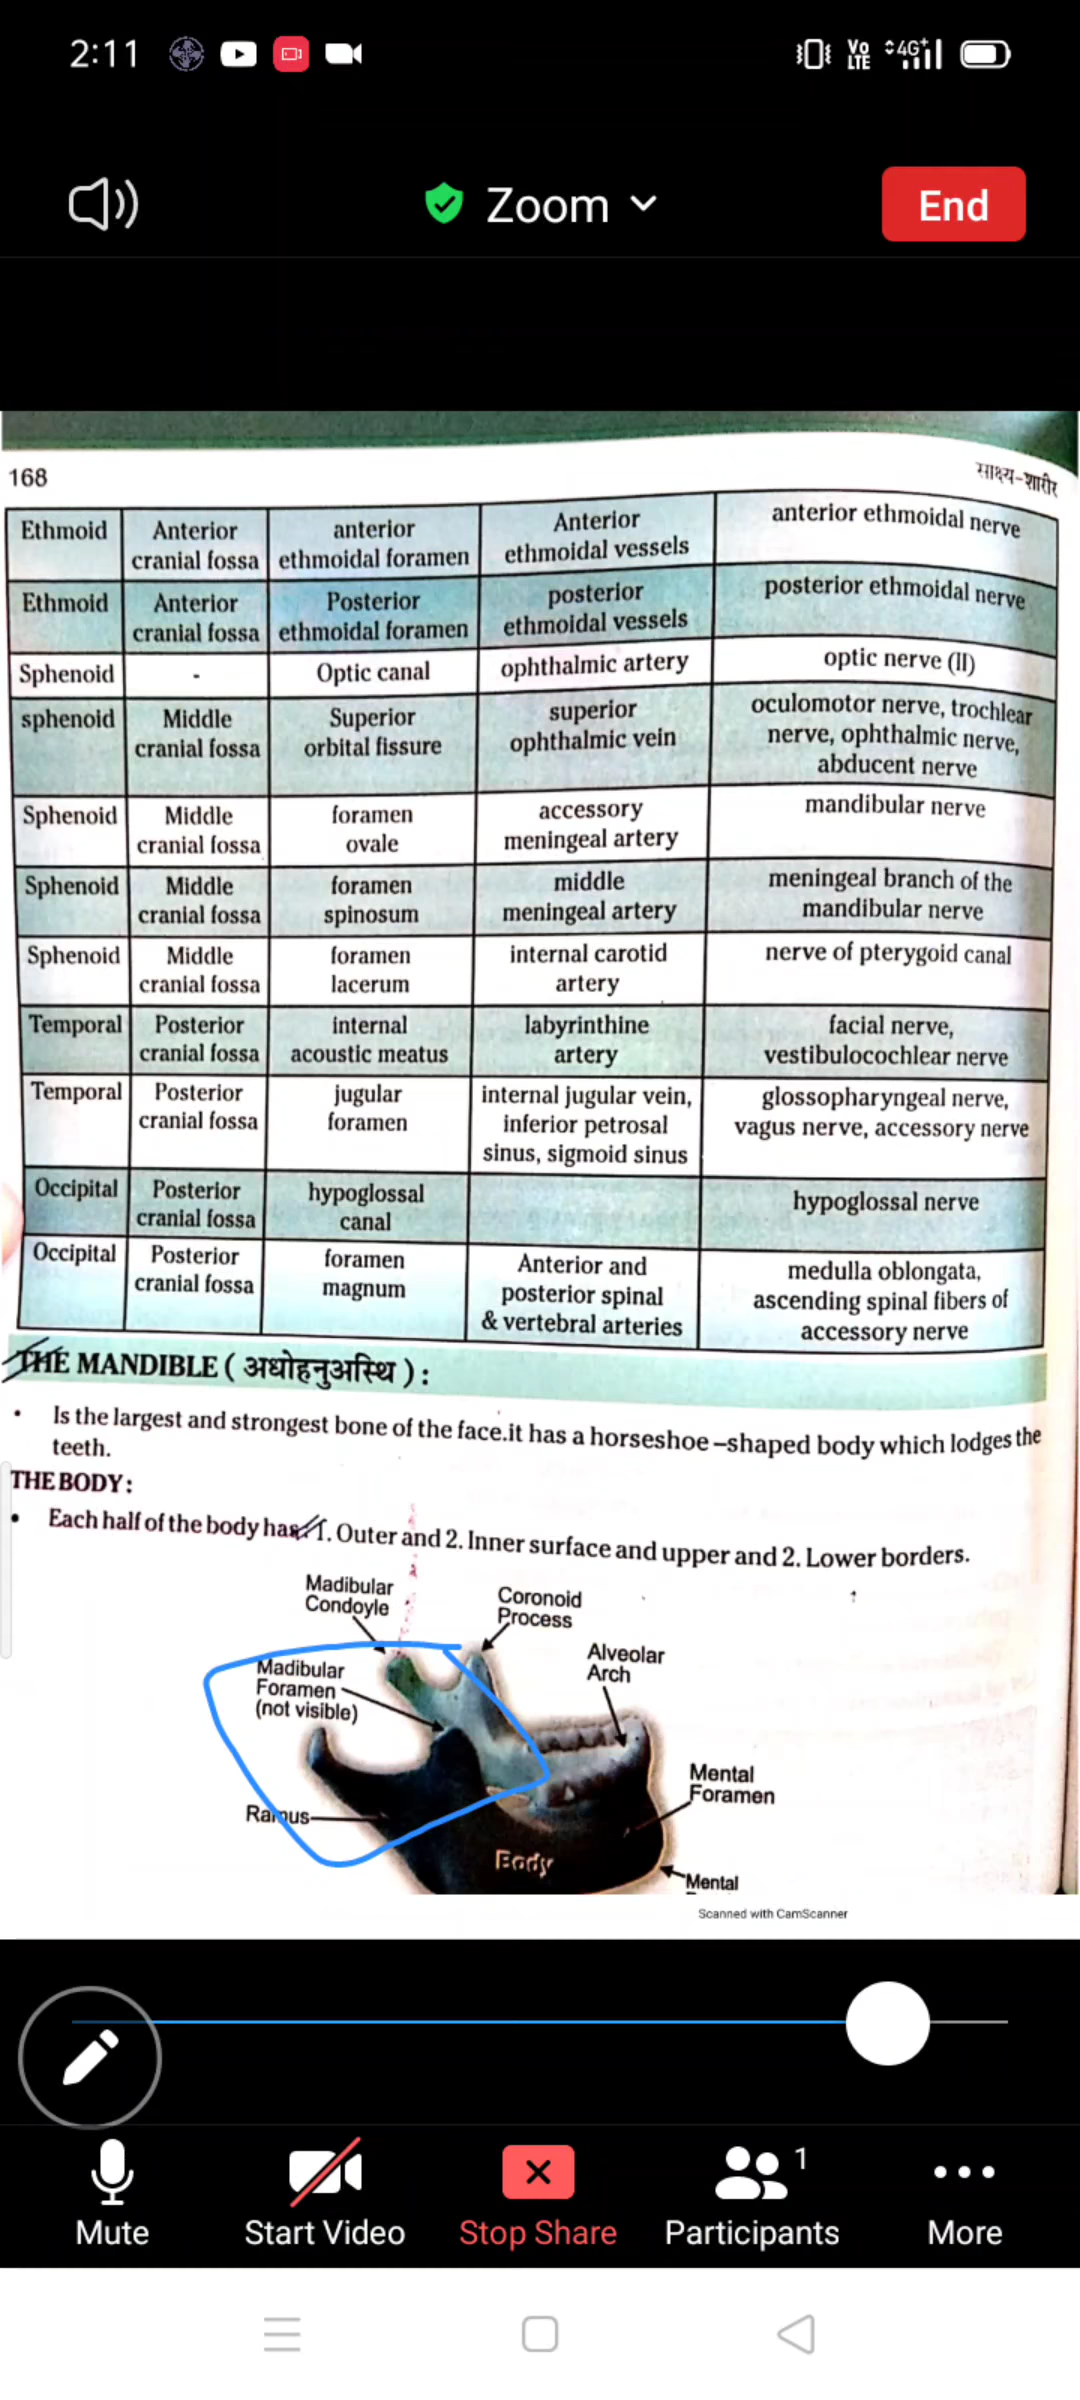 2:11
Vo LTE 4G+
Zoom
End
168
साक्ष्य-शारीर
Ethmoid Anterior cranial fossa anterior ethmoidal foramen Anterior ethmoidal vessels anterior ethmoidal nerve
Ethmoid Anterior cranial fossa Posterior ethmoidal foramen posterior ethmoidal vessels posterior ethmoidal nerve
Sphenoid - Optic canal ophthalmic artery optic nerve (II)
sphenoid Middle cranial fossa Superior orbital fissure superior ophthalmic vein oculomotor nerve, trochlear nerve, ophthalmic nerve, abducent nerve
Sphenoid Middle cranial fossa foramen ovale accessory meningeal artery mandibular nerve
Sphenoid Middle cranial fossa foramen spinosum middle meningeal artery meningeal branch of the mandibular nerve
Sphenoid Middle cranial fossa foramen lacerum internal carotid artery nerve of pterygoid canal
Temporal Posterior cranial fossa internal acoustic meatus labyrinthine artery facial nerve, vestibulocochlear nerve
Temporal Posterior cranial fossa jugular foramen internal jugular vein, inferior petrosal sinus, sigmoid sinus glossopharyngeal nerve, vagus nerve, accessory nerve
Occipital Posterior cranial fossa hypoglossal canal hypoglossal nerve
Occipital Posterior cranial fossa foramen magnum Anterior and posterior spinal & vertebral arteries medulla oblongata, ascending spinal fibers of accessory nerve
THE MANDIBLE ( अधोहनुअस्थि ) :
• Is the largest and strongest bone of the face.it has a horseshoe –shaped body which lodges the
teeth.
THE BODY:
• Each half of the body has: 1. Outer and 2. Inner surface and upper and 2. Lower borders.
Madibular
Condoyle
Coronoid
Process
Alveolar
Arch
Madibular
Foramen
(not visible)
Mental
Foramen
Ramus
Body
Mental
Scanned with CamScanner
Mute
Start Video
Stop Share
1
Participants
More